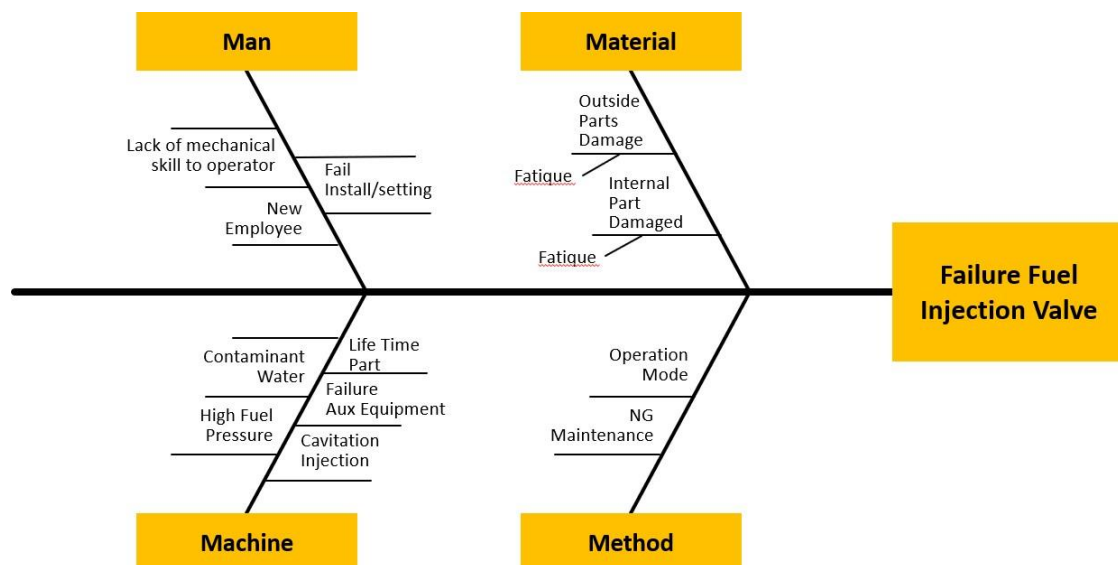 Man
Material
Lack of mechanical
skill to operator
Fail
Install/setting
New
Employee
Outside
Parts
Damage
Fatique
Internal
Part
Damaged
Fatique
Failure Fuel
Injection Valve
Contaminant
Water
Life Time
Part
High Fuel
Pressure
Failure
Aux Equipment
Cavitation
Injection
Operation
Mode
NG
Maintenance
Machine
Method